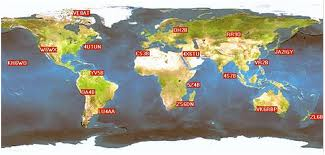 VE8AT
OH2B
RR9O
4U1UN
W6WX
CS3B
4X6TU
JA2IGY
KH6WO
VR2B
YV5B
4S7B
5Z4B
OA4B
ZS6DN
LU4AA
VK6RBP
ZL6B